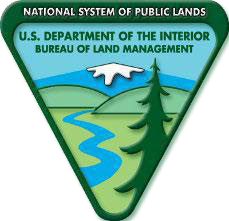 NATIONAL SYSTEM OF PUBLIC LANDS
U.S. DEPARTMENT OF THE INTERIOR
BUREAU OF LAND MANAGEMENT